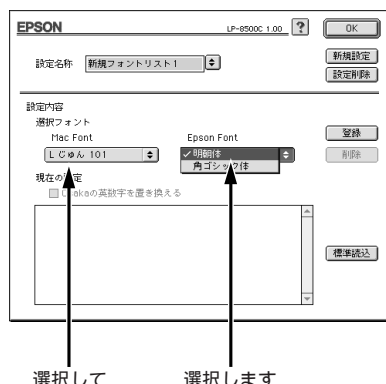 EPSON LP-8500C 1.00 ? OK
設定名称 新規フォントリスト1 新規設定
設定削除
設定内容
選択フォント
Mac Font Epson Font 登録
L じゅん 101 ✓明朝体 削除
角ゴシック体
現在の設定
Osakaの英数字を置き換える
標準読込
選択して 選択します